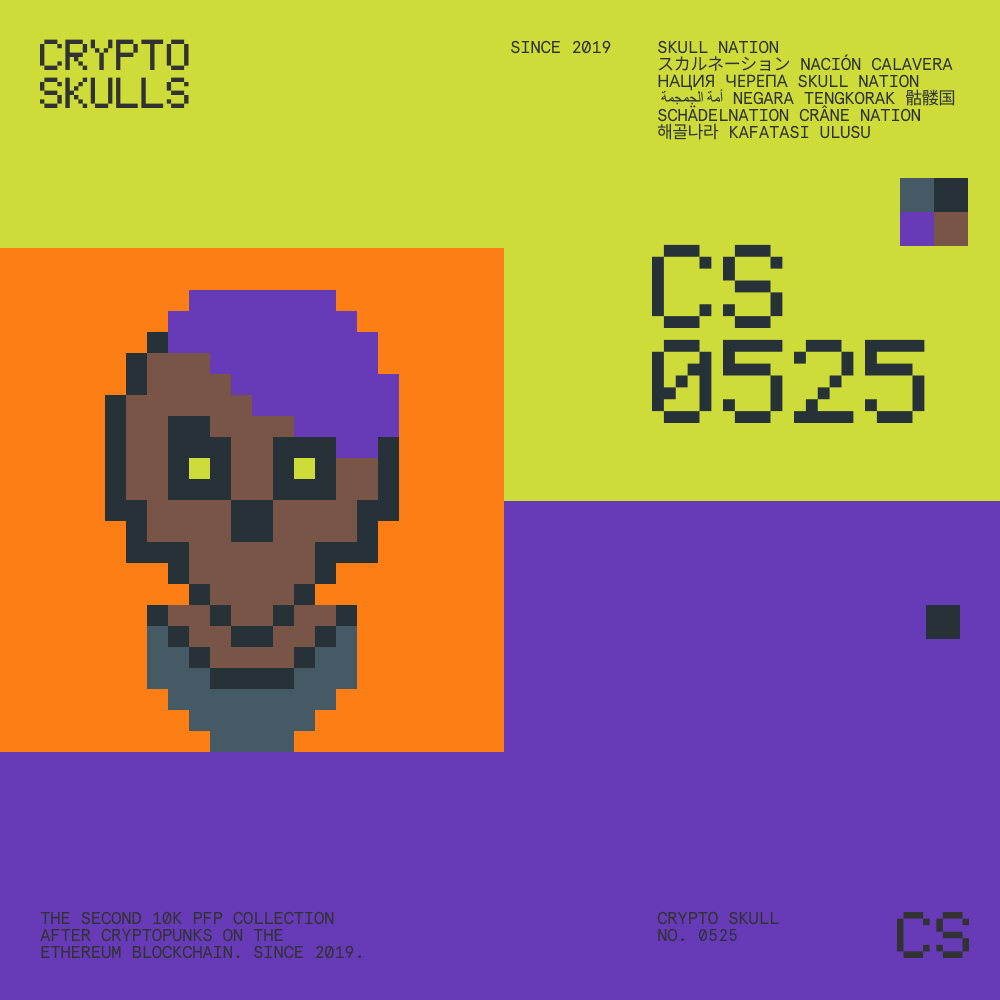 CRYPTO
SKULLS
SINCE 2019
SKULL NATION
スカルネーション NACIÓN CALAVERA
НАЦИЯ ЧЕРЕПА SKULL NATION
أمة الجمجمة NEGARA TENGKORAK 骷髅国
SCHÄDELNATION CRÂNE NATION
해골나라 KAFATASI ULUSU
CS
0525
THE SECOND 10K PFP COLLECTION
AFTER CRYPTOPUNKS ON THE
ETHEREUM BLOCKCHAIN. SINCE 2019.
CRYPTO SKULL
NO. 0525
CS